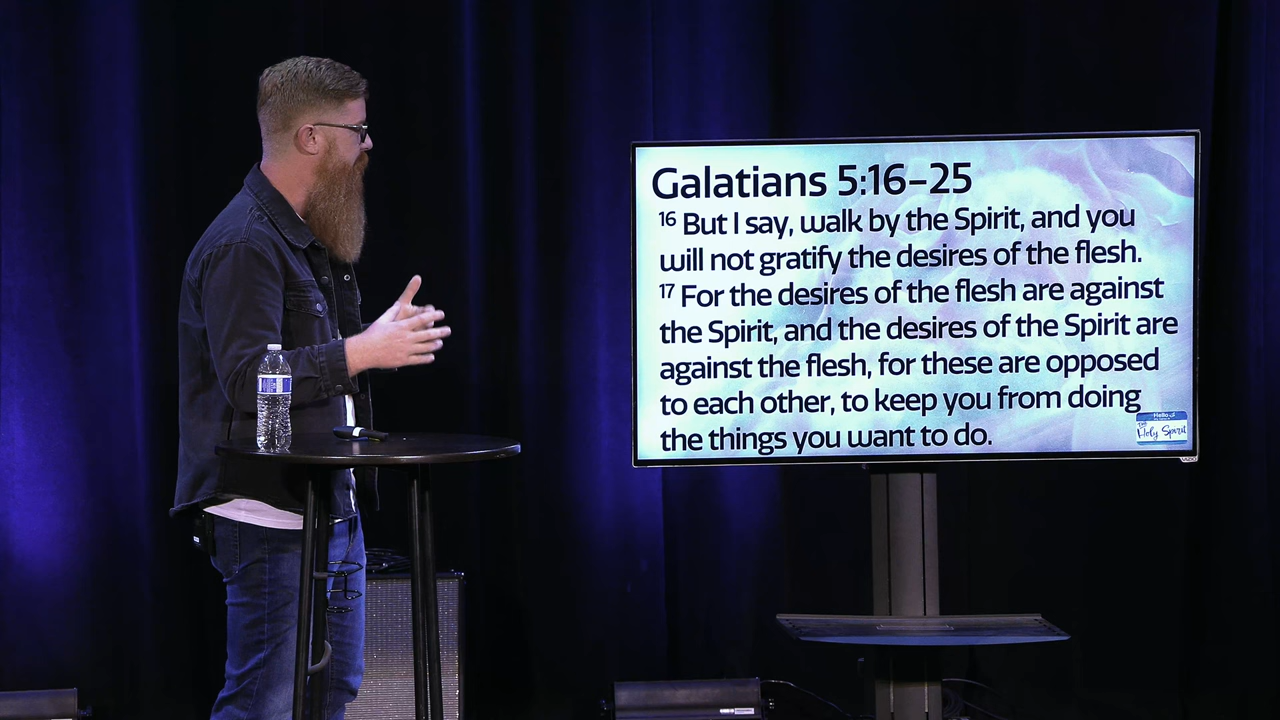 Galatians 5:16-25
16 But I say, walk by the Spirit, and you
will not gratify the desires of the flesh.
17 For the desires of the flesh are against
the Spirit, and the desires of the Spirit are
against the flesh, for these are opposed
to each other, to keep you from doing
the things you want to do.
Hello
Holy Spirit
VIZIO